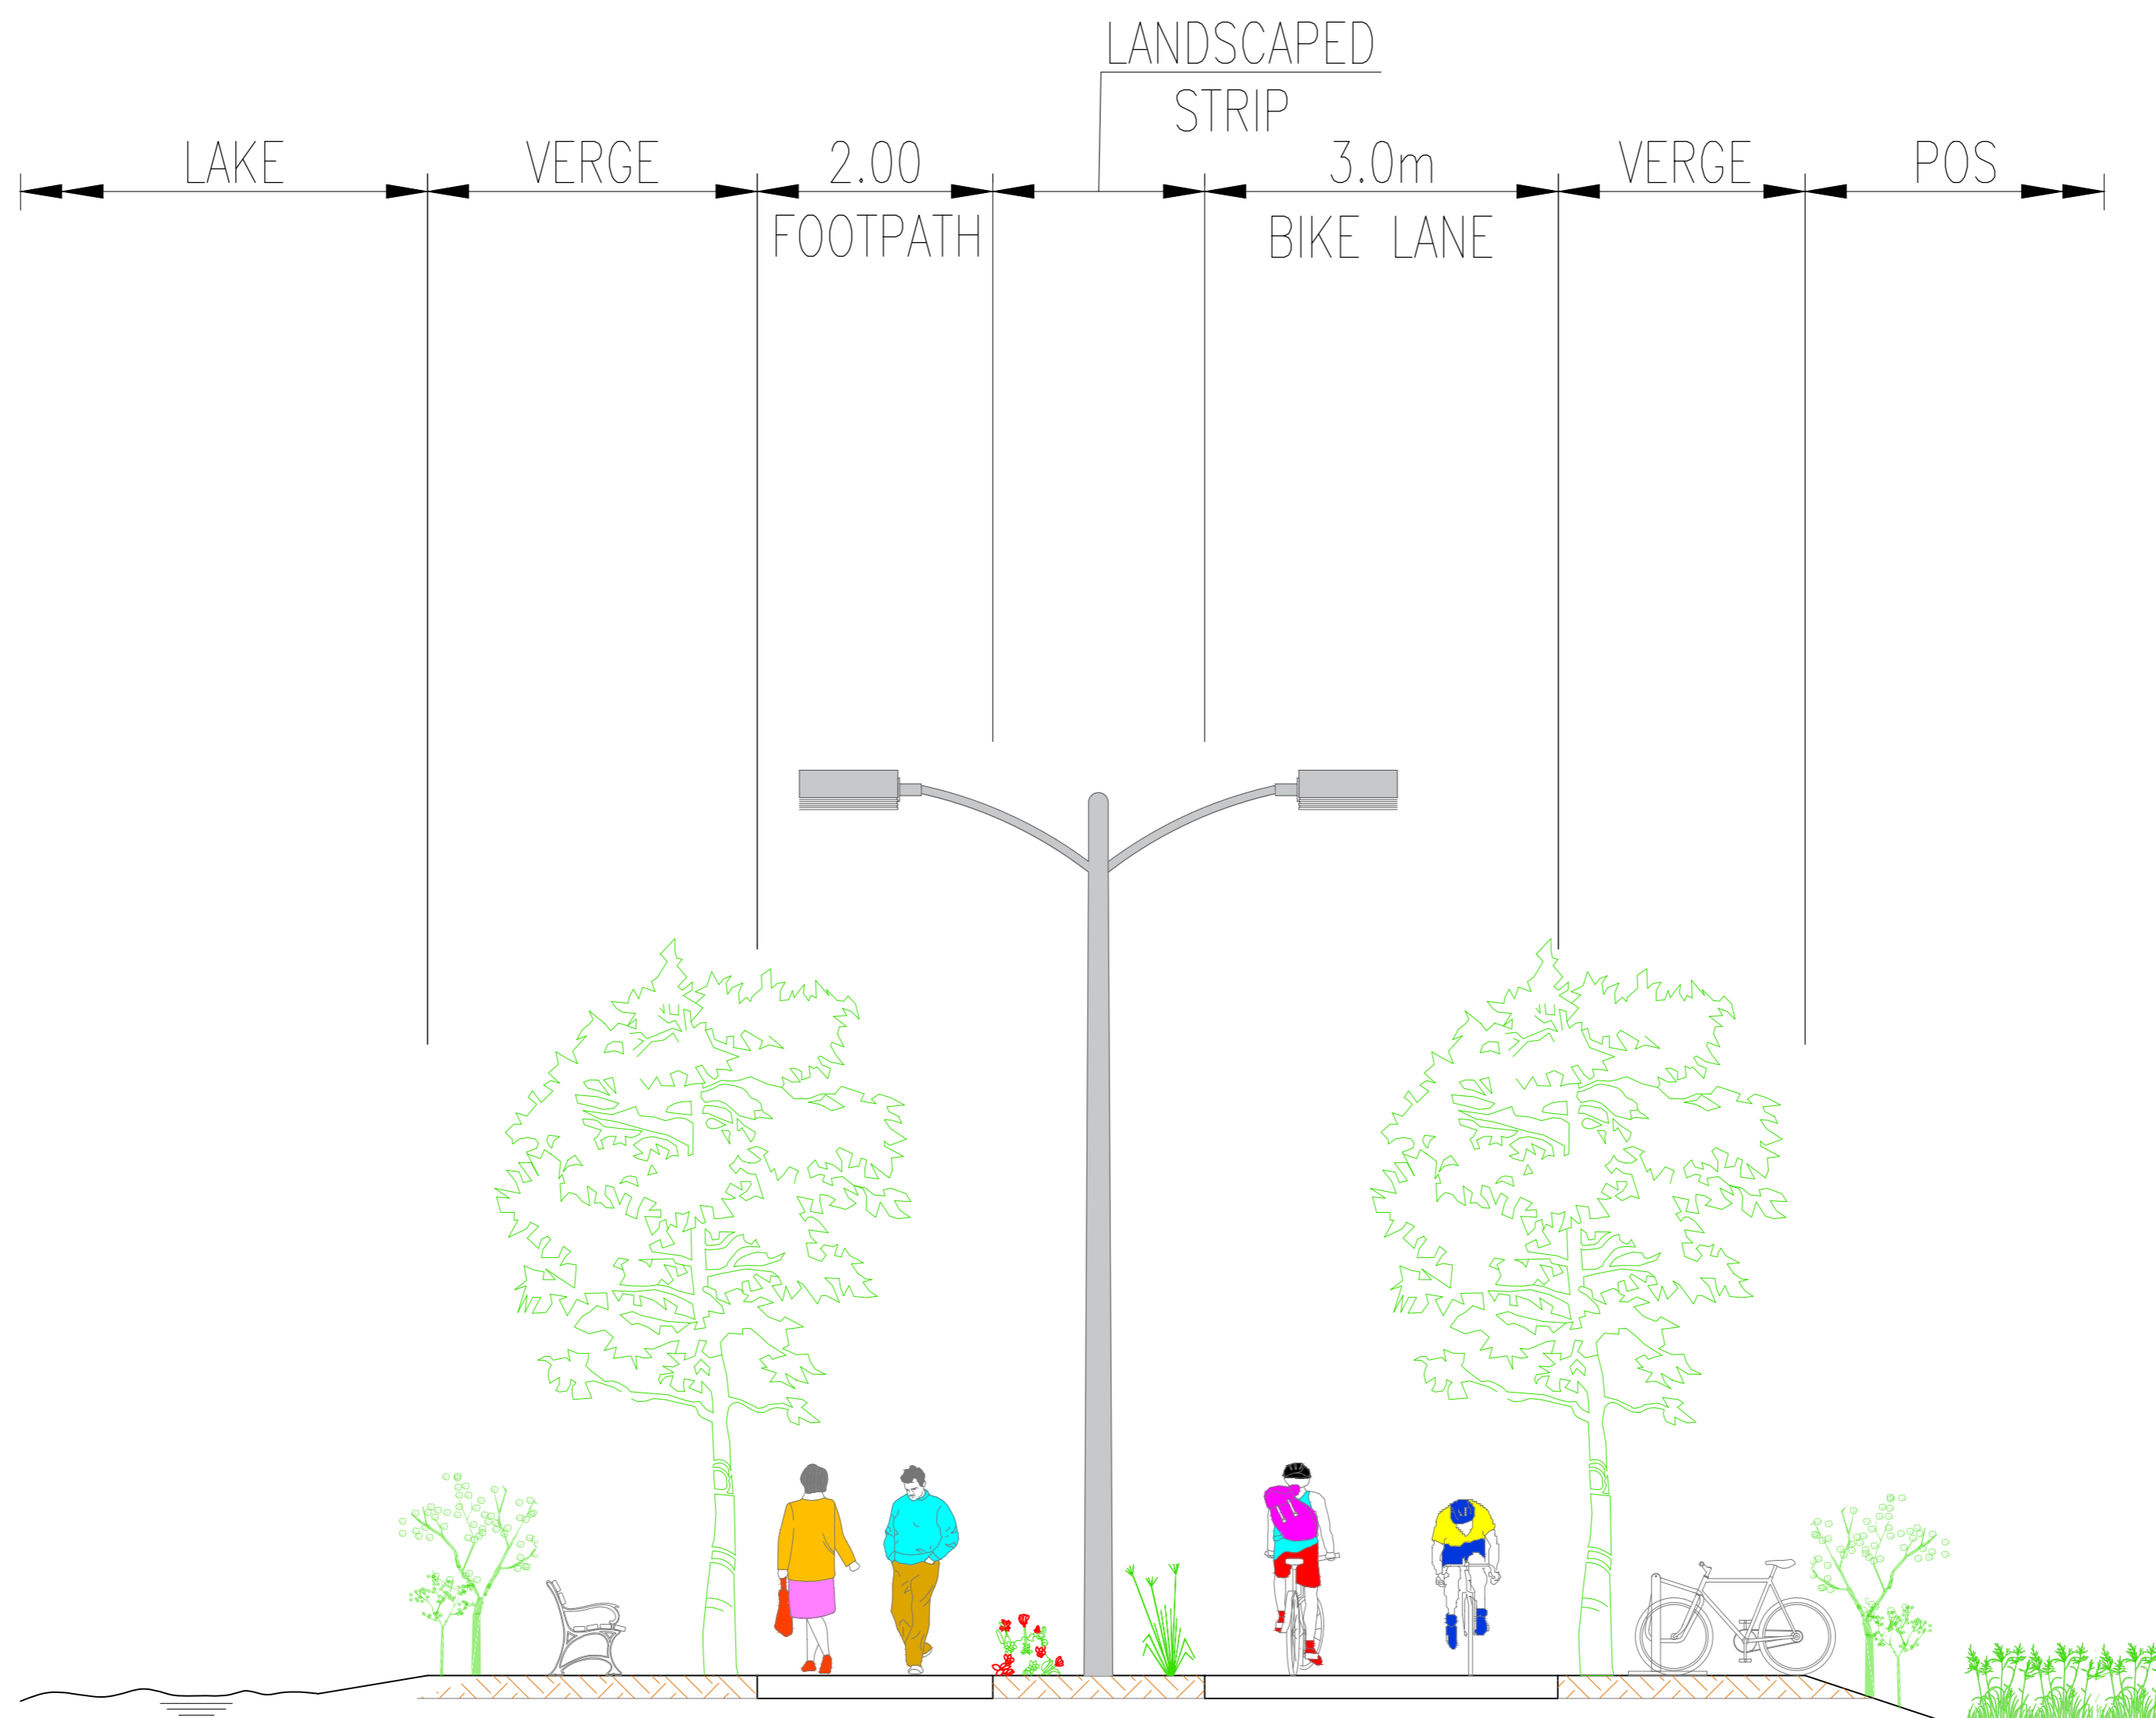 LANDSCAPED
STRIP
LAKE
VERGE
2.00
3.0m
VERGE
POS
FOOTPATH
BIKE LANE